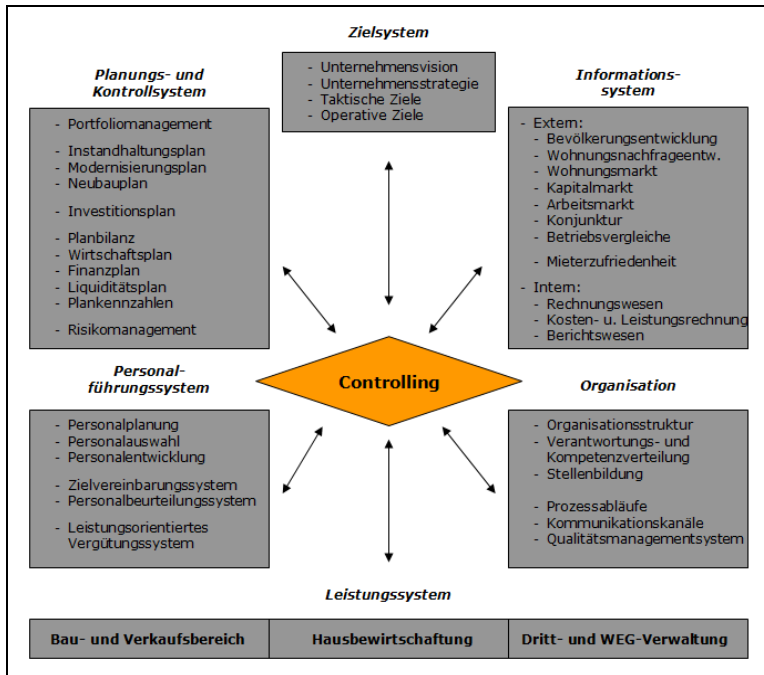 Zielsystem
- Unternehmensvision
- Unternehmensstrategie
- Taktische Ziele
- Operative Ziele
Planungs- und
Kontrollsystem
- Portfoliomanagement
- Instandhaltungsplan
- Modernisierungsplan
- Neubauplan
- Investitionsplan
- Planbilanz
- Wirtschaftsplan
- Finanzplan
- Liquiditätsplan
- Plankennzahlen
- Risikomanagement
Informations-
system
- Extern:
- Bevölkerungsentwicklung
- Wohnungsnachfrageentw.
- Wohnungsmarkt
- Kapitalmarkt
- Arbeitsmarkt
- Konjunktur
- Betriebsvergleiche
- Mieterzufriedenheit
- Intern:
- Rechnungswesen
- Kosten- u. Leistungsrechnung
- Berichtswesen
Controlling
Personal-
führungssystem
- Personalplanung
- Personalauswahl
- Personalentwicklung
- Zielvereinbarungssystem
- Personalbeurteilungssystem
- Leistungsorientiertes
Vergütungssystem
Organisation
- Organisationsstruktur
- Verantwortungs- und
Kompetenzverteilung
- Stellenbildung
- Prozessabläufe
- Kommunikationskanäle
- Qualitätsmanagementsystem
Leistungssystem
Bau- und Verkaufsbereich
Hausbewirtschaftung
Dritt- und WEG-Verwaltung